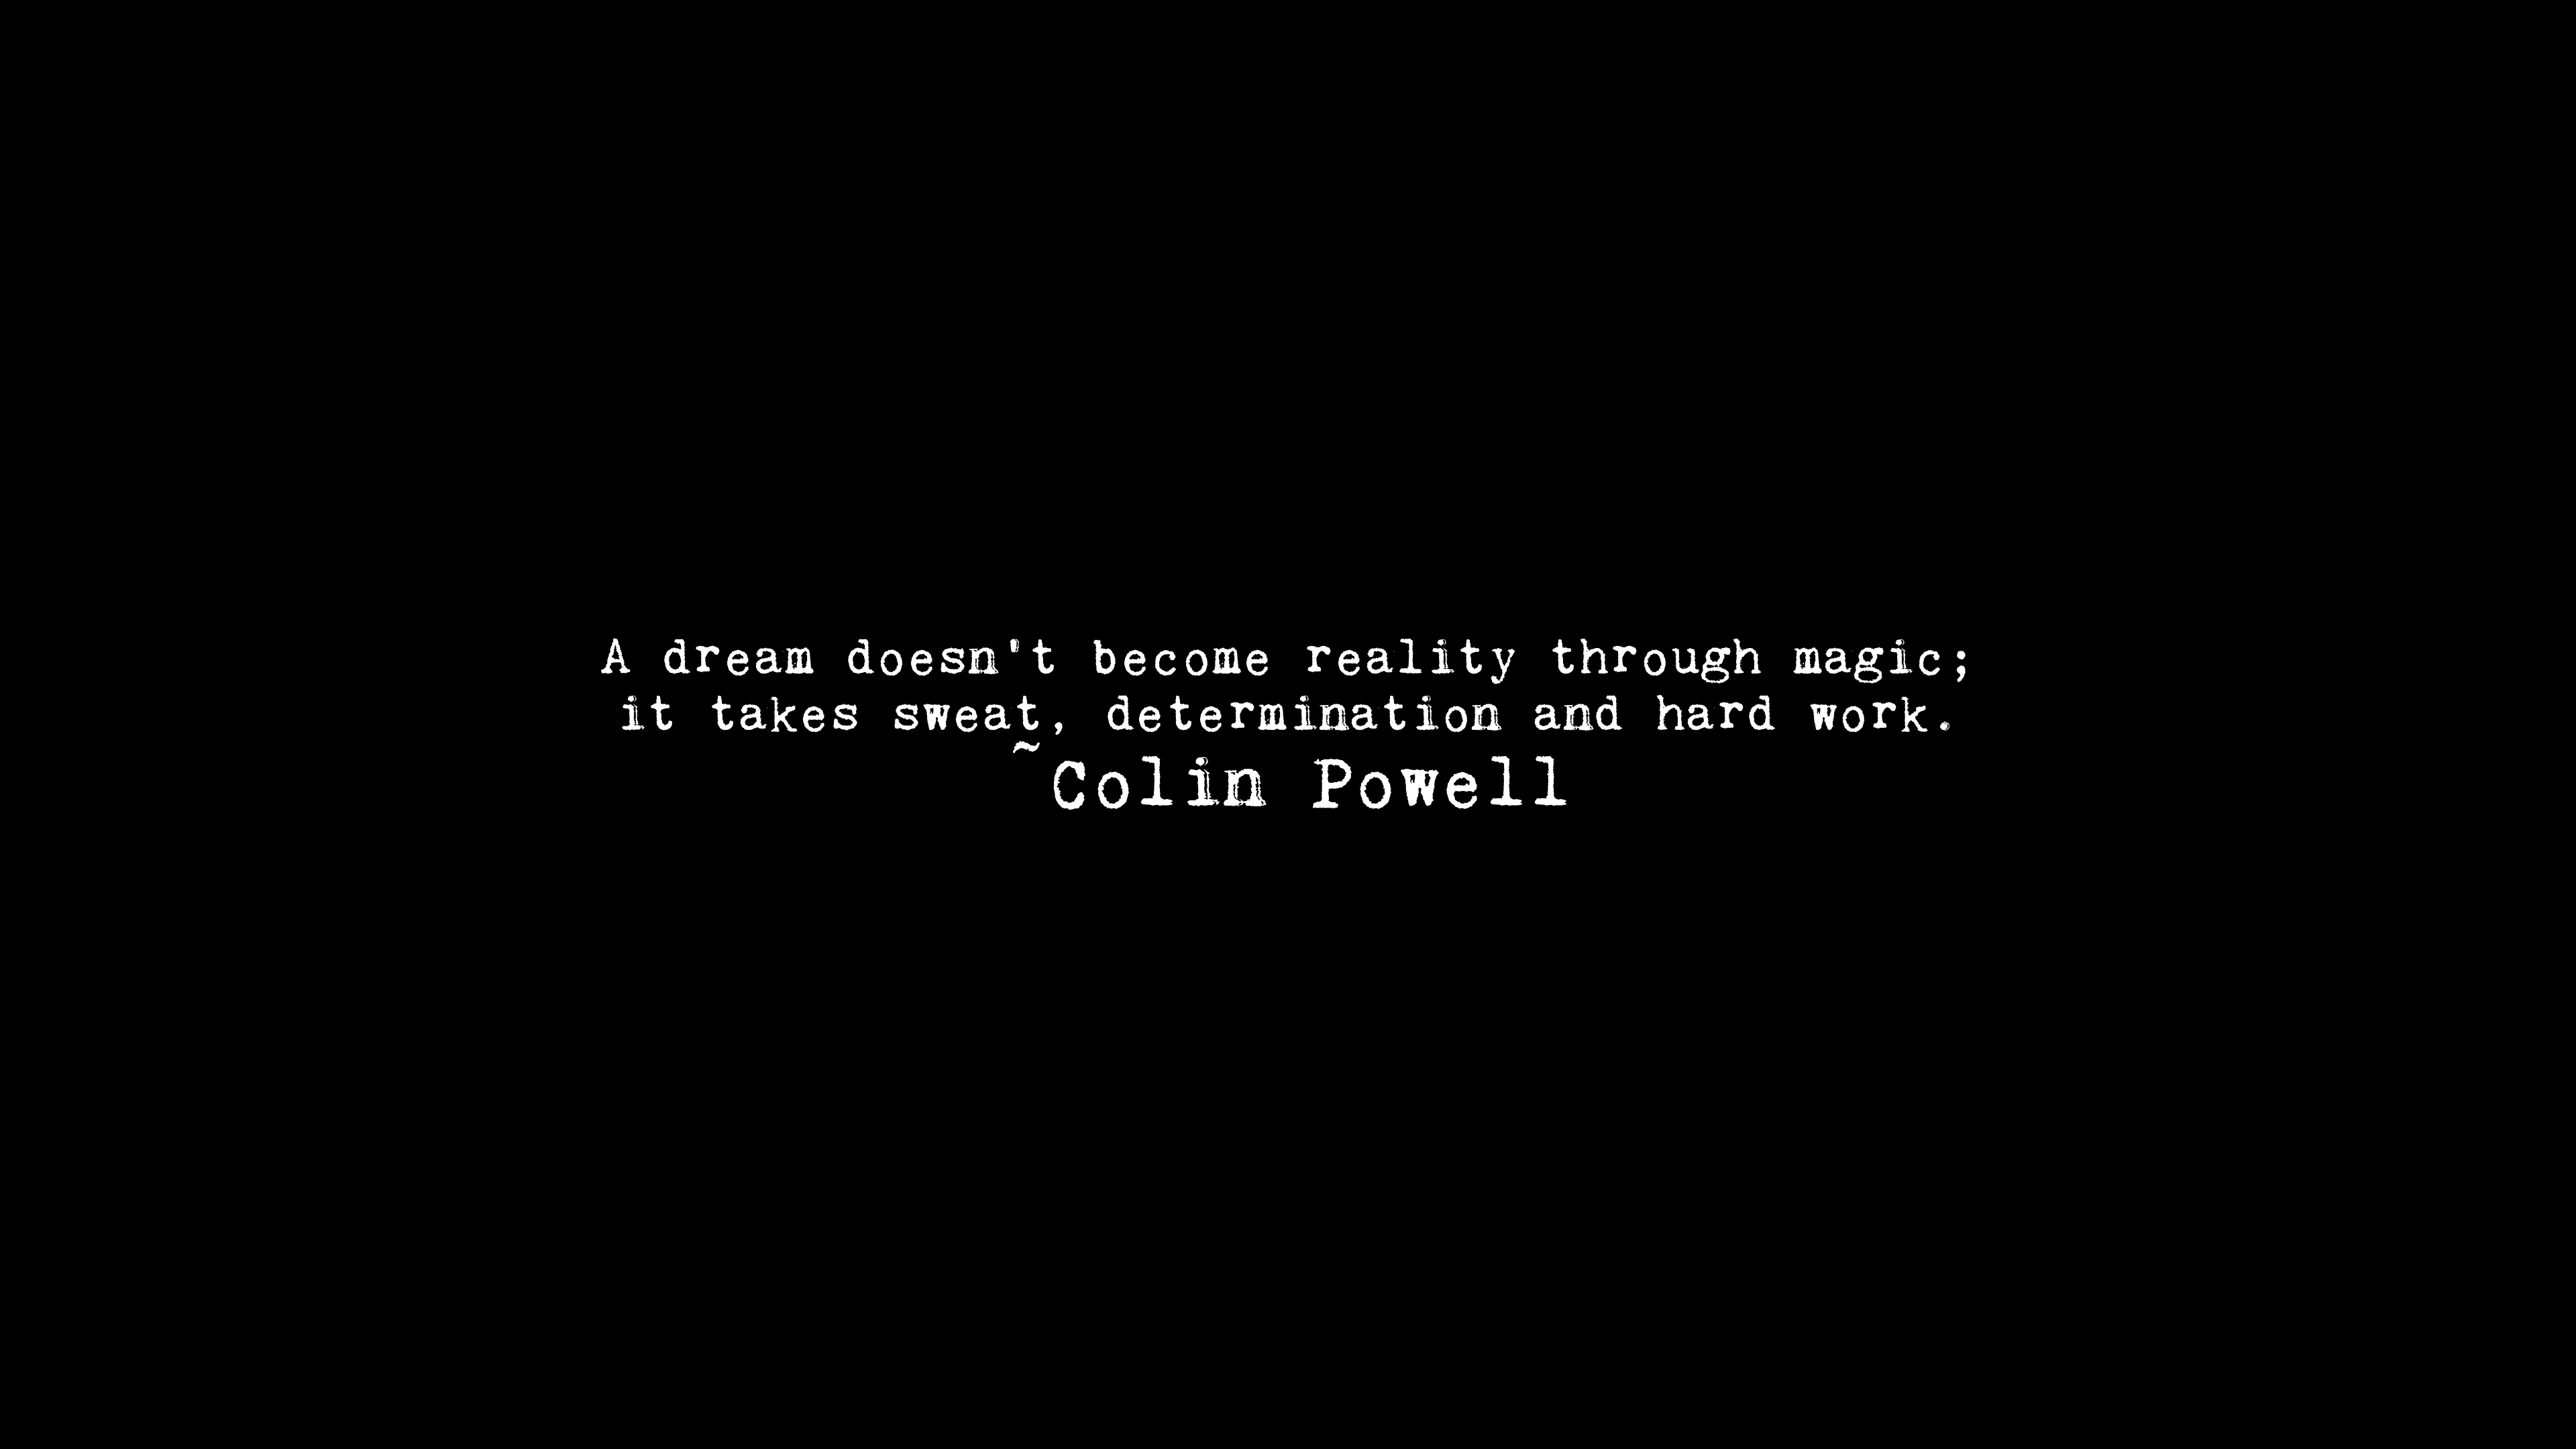 A dream doesn't become reality through magic;
it takes sweat, determination and hard work.
~Colin Powell